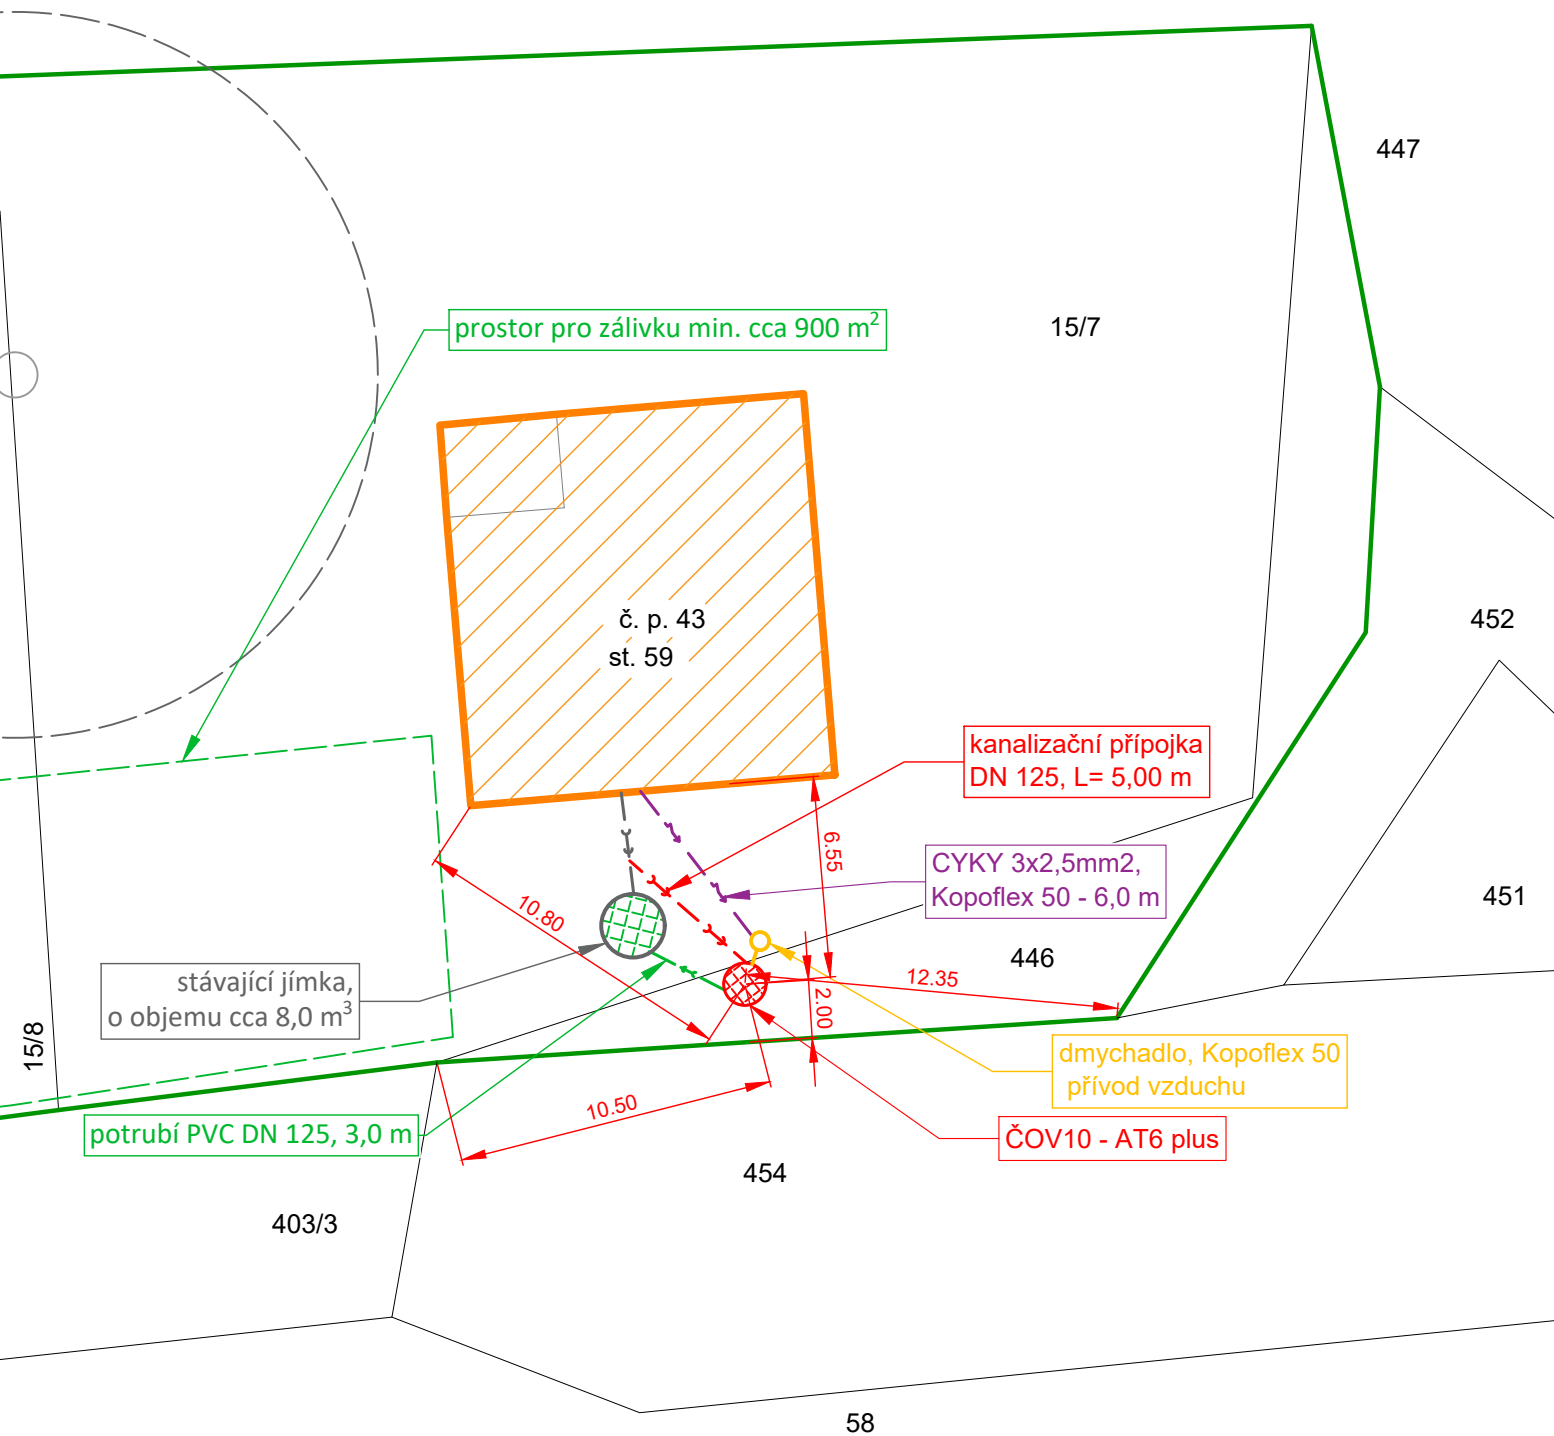 447
prostor pro zálivku min. cca 900 m²
15/7
č. p. 43
st. 59
452
kanalizační přípojka
DN 125, L= 5,00 m
6.55
CYKY 3x2,5mm2,
Kopoflex 50 - 6,0 m
451
10.80
446
12.35
stávající jímka,
o objemu cca 8,0 m³
2.00
15/8
dmychadlo, Kopoflex 50
přívod vzduchu
10.50
potrubí PVC DN 125, 3,0 m
ČOV10 - AT6 plus
454
403/3
58